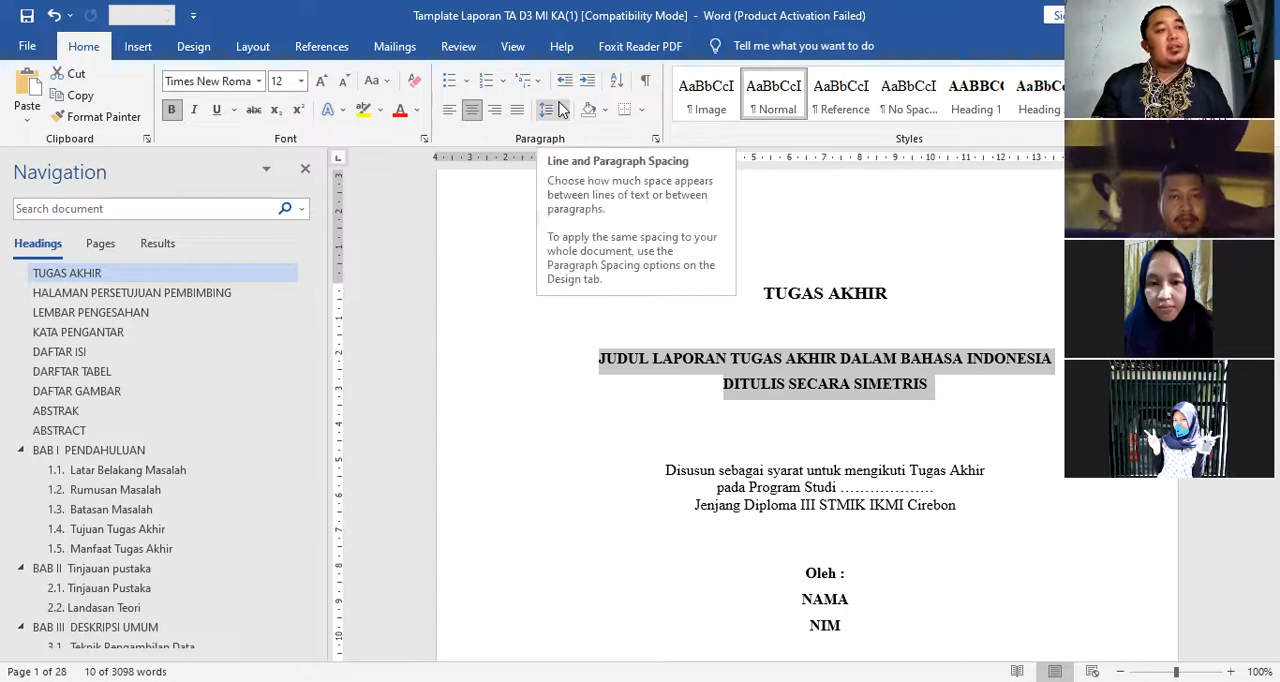 Tamplate Laporan TA D3 MI KA(1) [Compatibility Mode] - Word (Product Activation Failed)
File Home Insert Design Layout References Mailings Review View Help Foxit Reader PDF Tell me what you want to do
Paste
Cut
Copy
Format Painter
Clipboard
Times New Roma 12
Font
Paragraph
AaBbCcI AaBbCcI AaBbCcI AaBbCcI AABBC AaBbCcI
Image Normal Reference No Spac... Heading 1 Heading
Styles
Line and Paragraph Spacing
Choose how much space appears
between lines of text or between
paragraphs.
To apply the same spacing to your
whole document, use the
Paragraph Spacing options on the
Design tab.
Navigation
Search document
Headings Pages Results
TUGAS AKHIR
HALAMAN PERSETUJUAN PEMBIMBING
LEMBAR PENGESAHAN
KATA PENGANTAR
DAFTAR ISI
DARFTAR TABEL
DAFTAR GAMBAR
ABSTRAK
ABSTRACT
BAB I PENDAHULUAN
1.1. Latar Belakang Masalah
1.2. Rumusan Masalah
1.3. Batasan Masalah
1.4. Tujuan Tugas Akhir
1.5. Manfaat Tugas Akhir
BAB II Tinjauan pustaka
2.1. Tinjauan Pustaka
2.2. Landasan Teori
BAB III DESKRIPSI UMUM
3.1. Teknik Pengambilan Data
TUGAS AKHIR
JUDUL LAPORAN TUGAS AKHIR DALAM BAHASA INDONESIA
DITULIS SECARA SIMETRIS
Disusun sebagai syarat untuk mengikuti Tugas Akhir
pada Program Studi ……………….
Jenjang Diploma III STMIK IKMI Cirebon
Oleh :
NAMA
NIM
Page 1 of 28 10 of 3098 words
100%